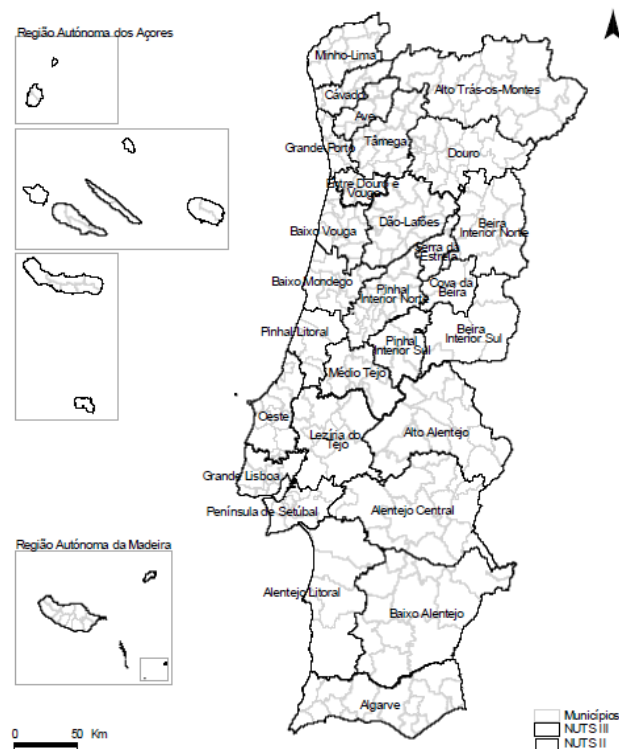 Região Autónoma dos Açores
Minho-Lima
Alto Trás-os-Montes
Cávado
Ave
Tâmega
Grande Porto
Douro
Entre Douro e
Vouga
Dão-Lafões
Beira
Interior Norte
Baixo Vouga
Serra da
Estrela
Cova da
Beira
Baixo Mondego
Pinhal
Interior Norte
Pinhal Litoral
Pinhal
Interior Sul
Beira
Interior Sul
Médio Tejo
Oeste
Lezíria do
Tejo
Alto Alentejo
Grande Lisboa
Península de Setúbal
Alentejo Central
Região Autónoma da Madeira
Alentejo Litoral
Baixo Alentejo
Algarve
0 50 Km
Municípios
NUTS III
NUTS II